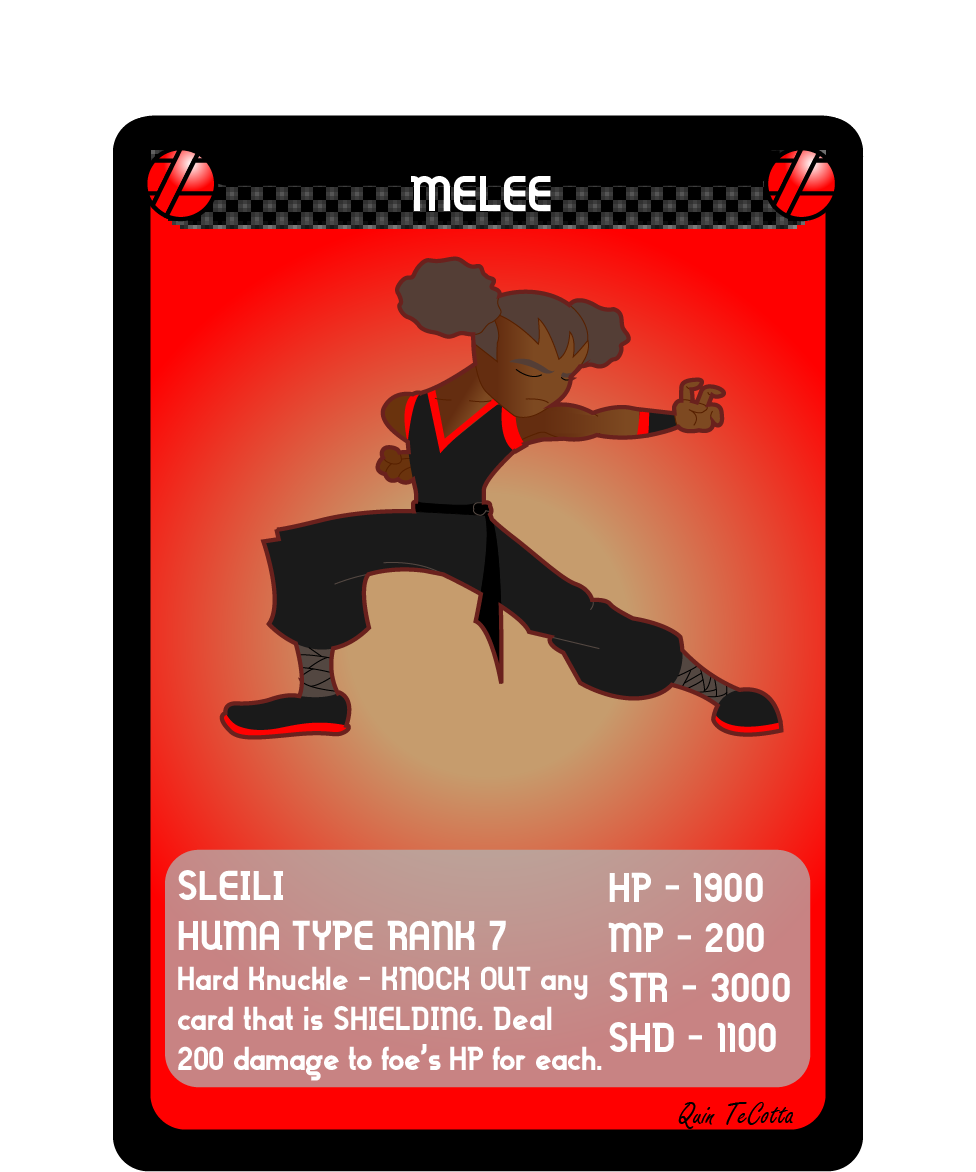 MELEE
SLEILI
HUMA TYPE RANK 7
Hard Knuckle - KNOCK OUT any
card that is SHIELDING. Deal
200 damage to foe's HP for each.
HP - 1900
MP - 200
STR - 3000
SHD - 1100
Quin TeCotta